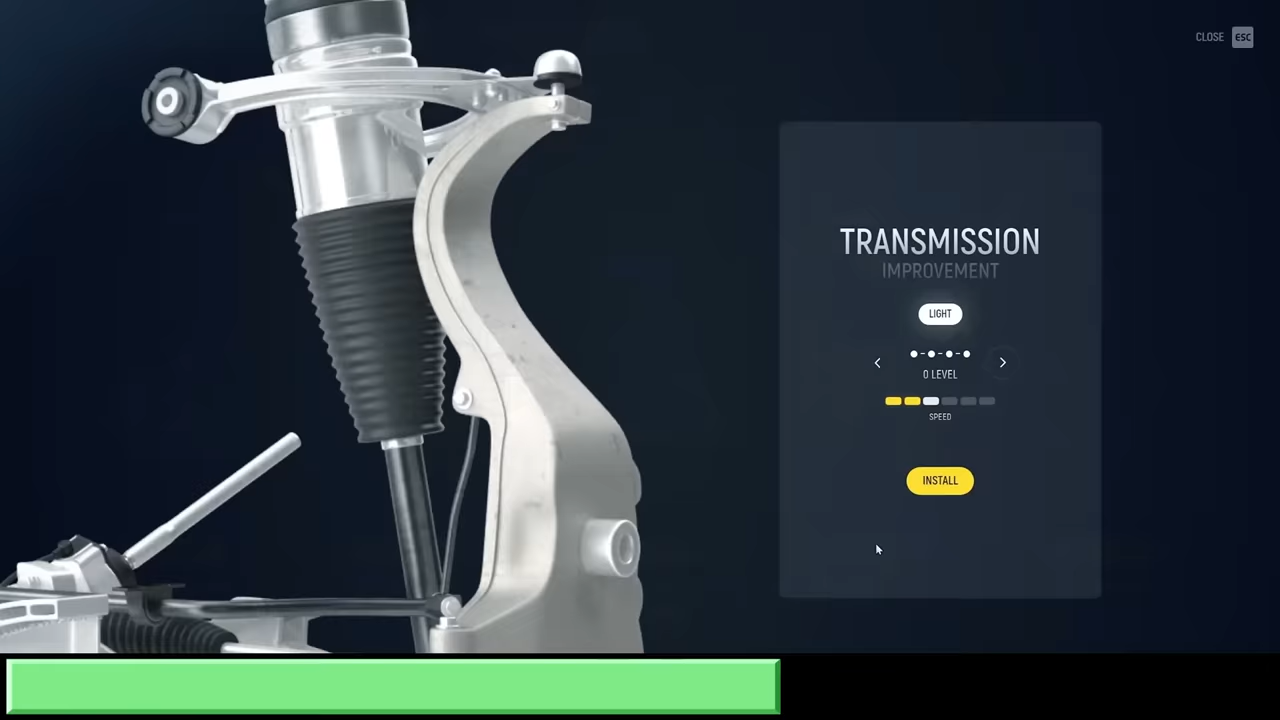 CLOSE ESC
TRANSMISSION
IMPROVEMENT
LIGHT
0 LEVEL
SPEED
INSTALL